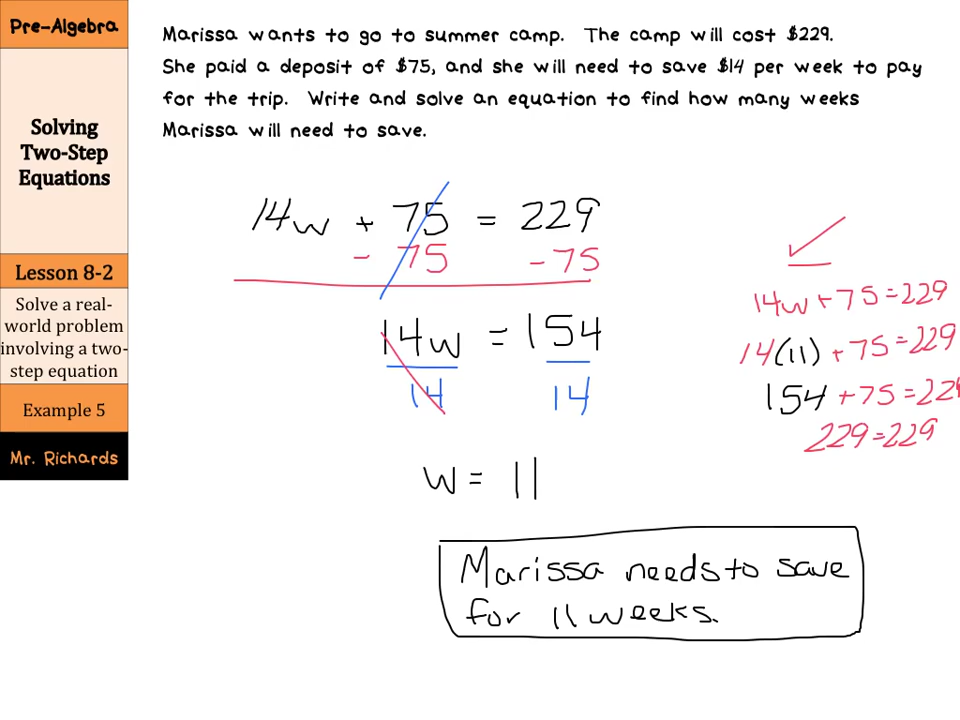 Pre-Algebra
Solving
Two-Step
Equations
Lesson 8-2
Solve a real-
world problem
involving a two-
step equation
Example 5
Mr. Richards
Marissa wants to go to summer camp. The camp will cost $229.
She paid a deposit of $75, and she will need to save $14 per week to pay
for the trip. Write and solve an equation to find how many weeks
Marissa will need to save.
14w + 75 = 229
- 75 - 75
14w = 154
14 14
w = 11
Marissa needs to save
for 11 weeks.
14w + 75 = 229
14(11) + 75 = 229
154 + 75 = 229
229 = 229